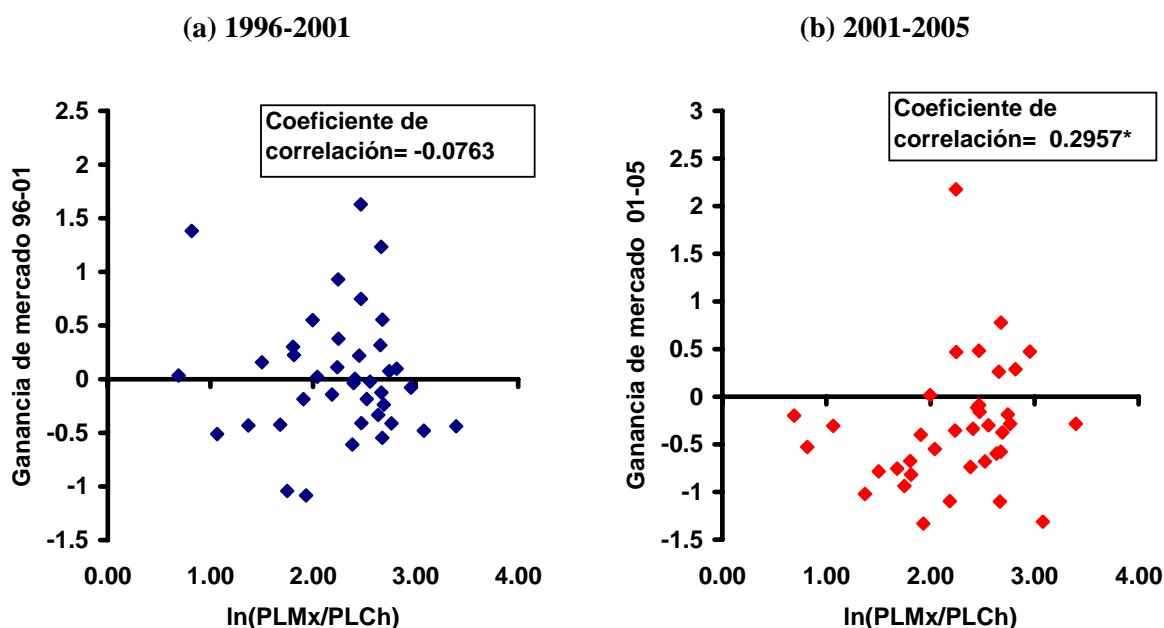 (a) 1996-2001
Coeficiente de
correlación= -0.0763
Ganancia de mercado 96-01
2.5
2
1.5
1
0.5
0
-0.5
-1
-1.5
0.00 1.00 2.00 3.00 4.00
ln(PLMx/PLCh)
(b) 2001-2005
Coeficiente de
correlación= 0.2957*
Ganancia de mercado 01-05
3
2.5
2
1.5
1
0.5
0
-0.5
-1
-1.5
0.00 1.00 2.00 3.00 4.00
ln(PLMx/PLCh)